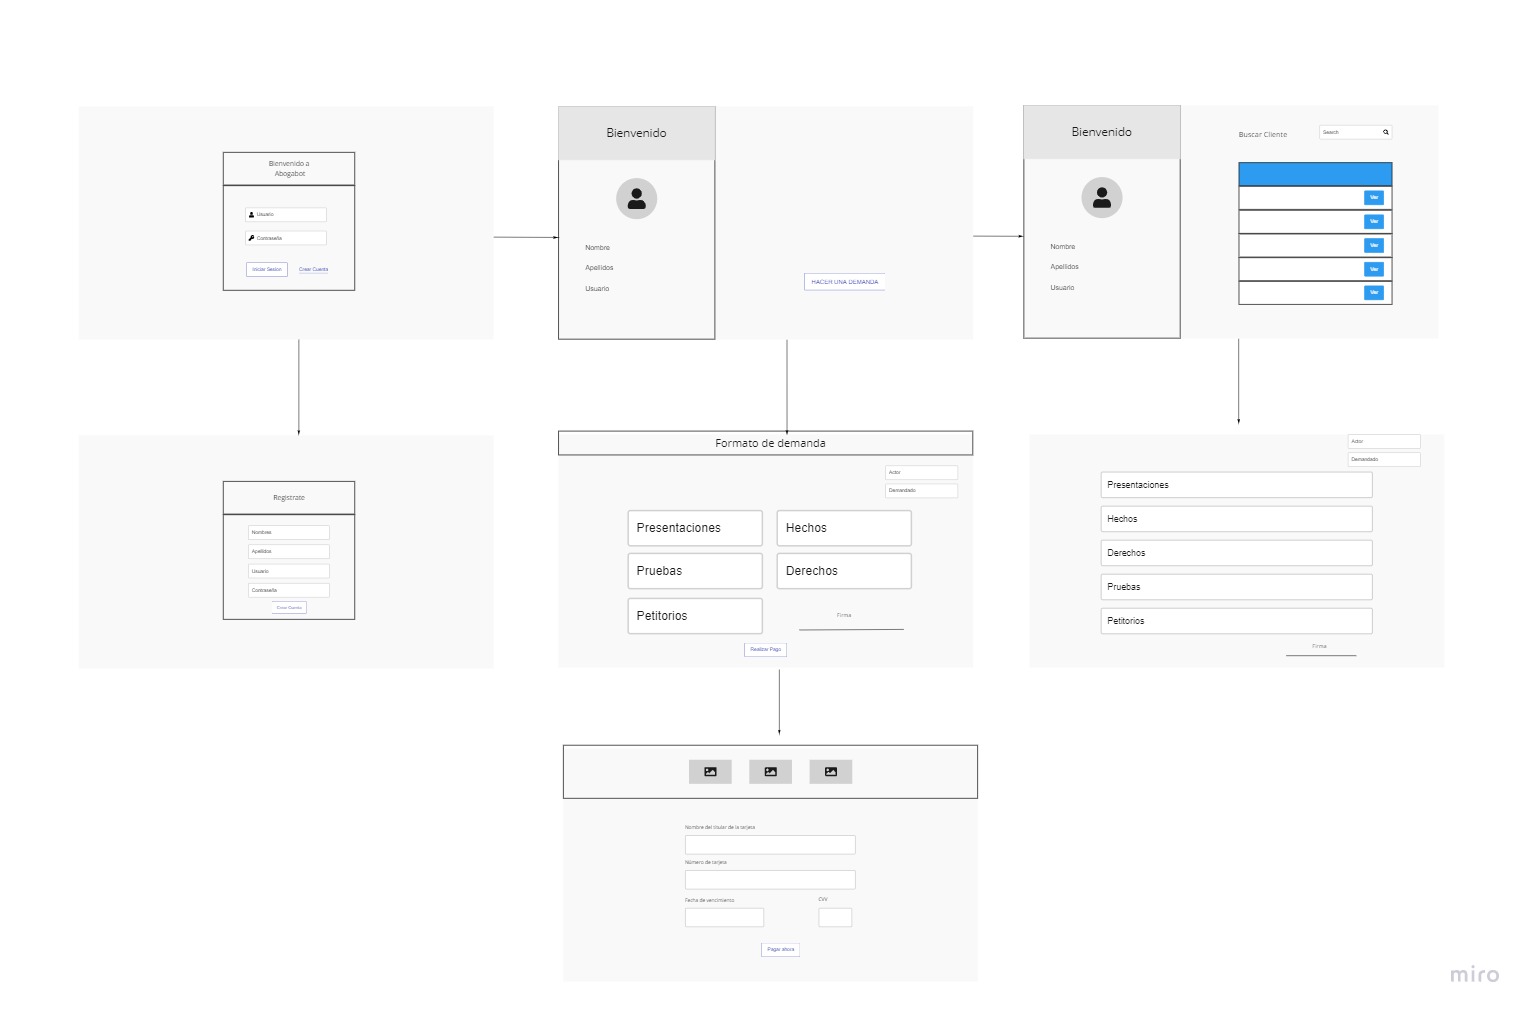 Bienvenido a
Abogabot
Usuario
Contraseña
Iniciar Sesion
Crear Cuenta
Bienvenido
Nombre
Apellidos
Usuario
HACER UNA DEMANDA
Bienvenido
Nombre
Apellidos
Usuario
Buscar Cliente
Search
Ver
Ver
Ver
Ver
Ver
Registrate
Nombres
Apellidos
Usuario
Contraseña
Crear Cuenta
Formato de demanda
Actor
Demandado
Presentaciones
Hechos
Pruebas
Derechos
Petitorios
Firma
Realizar Pago
Actor
Demandado
Presentaciones
Hechos
Derechos
Pruebas
Petitorios
Firma
Nombre del titular de la tarjeta
Número de tarjeta
Fecha de vencimiento
CVV
Pagar ahora
miro